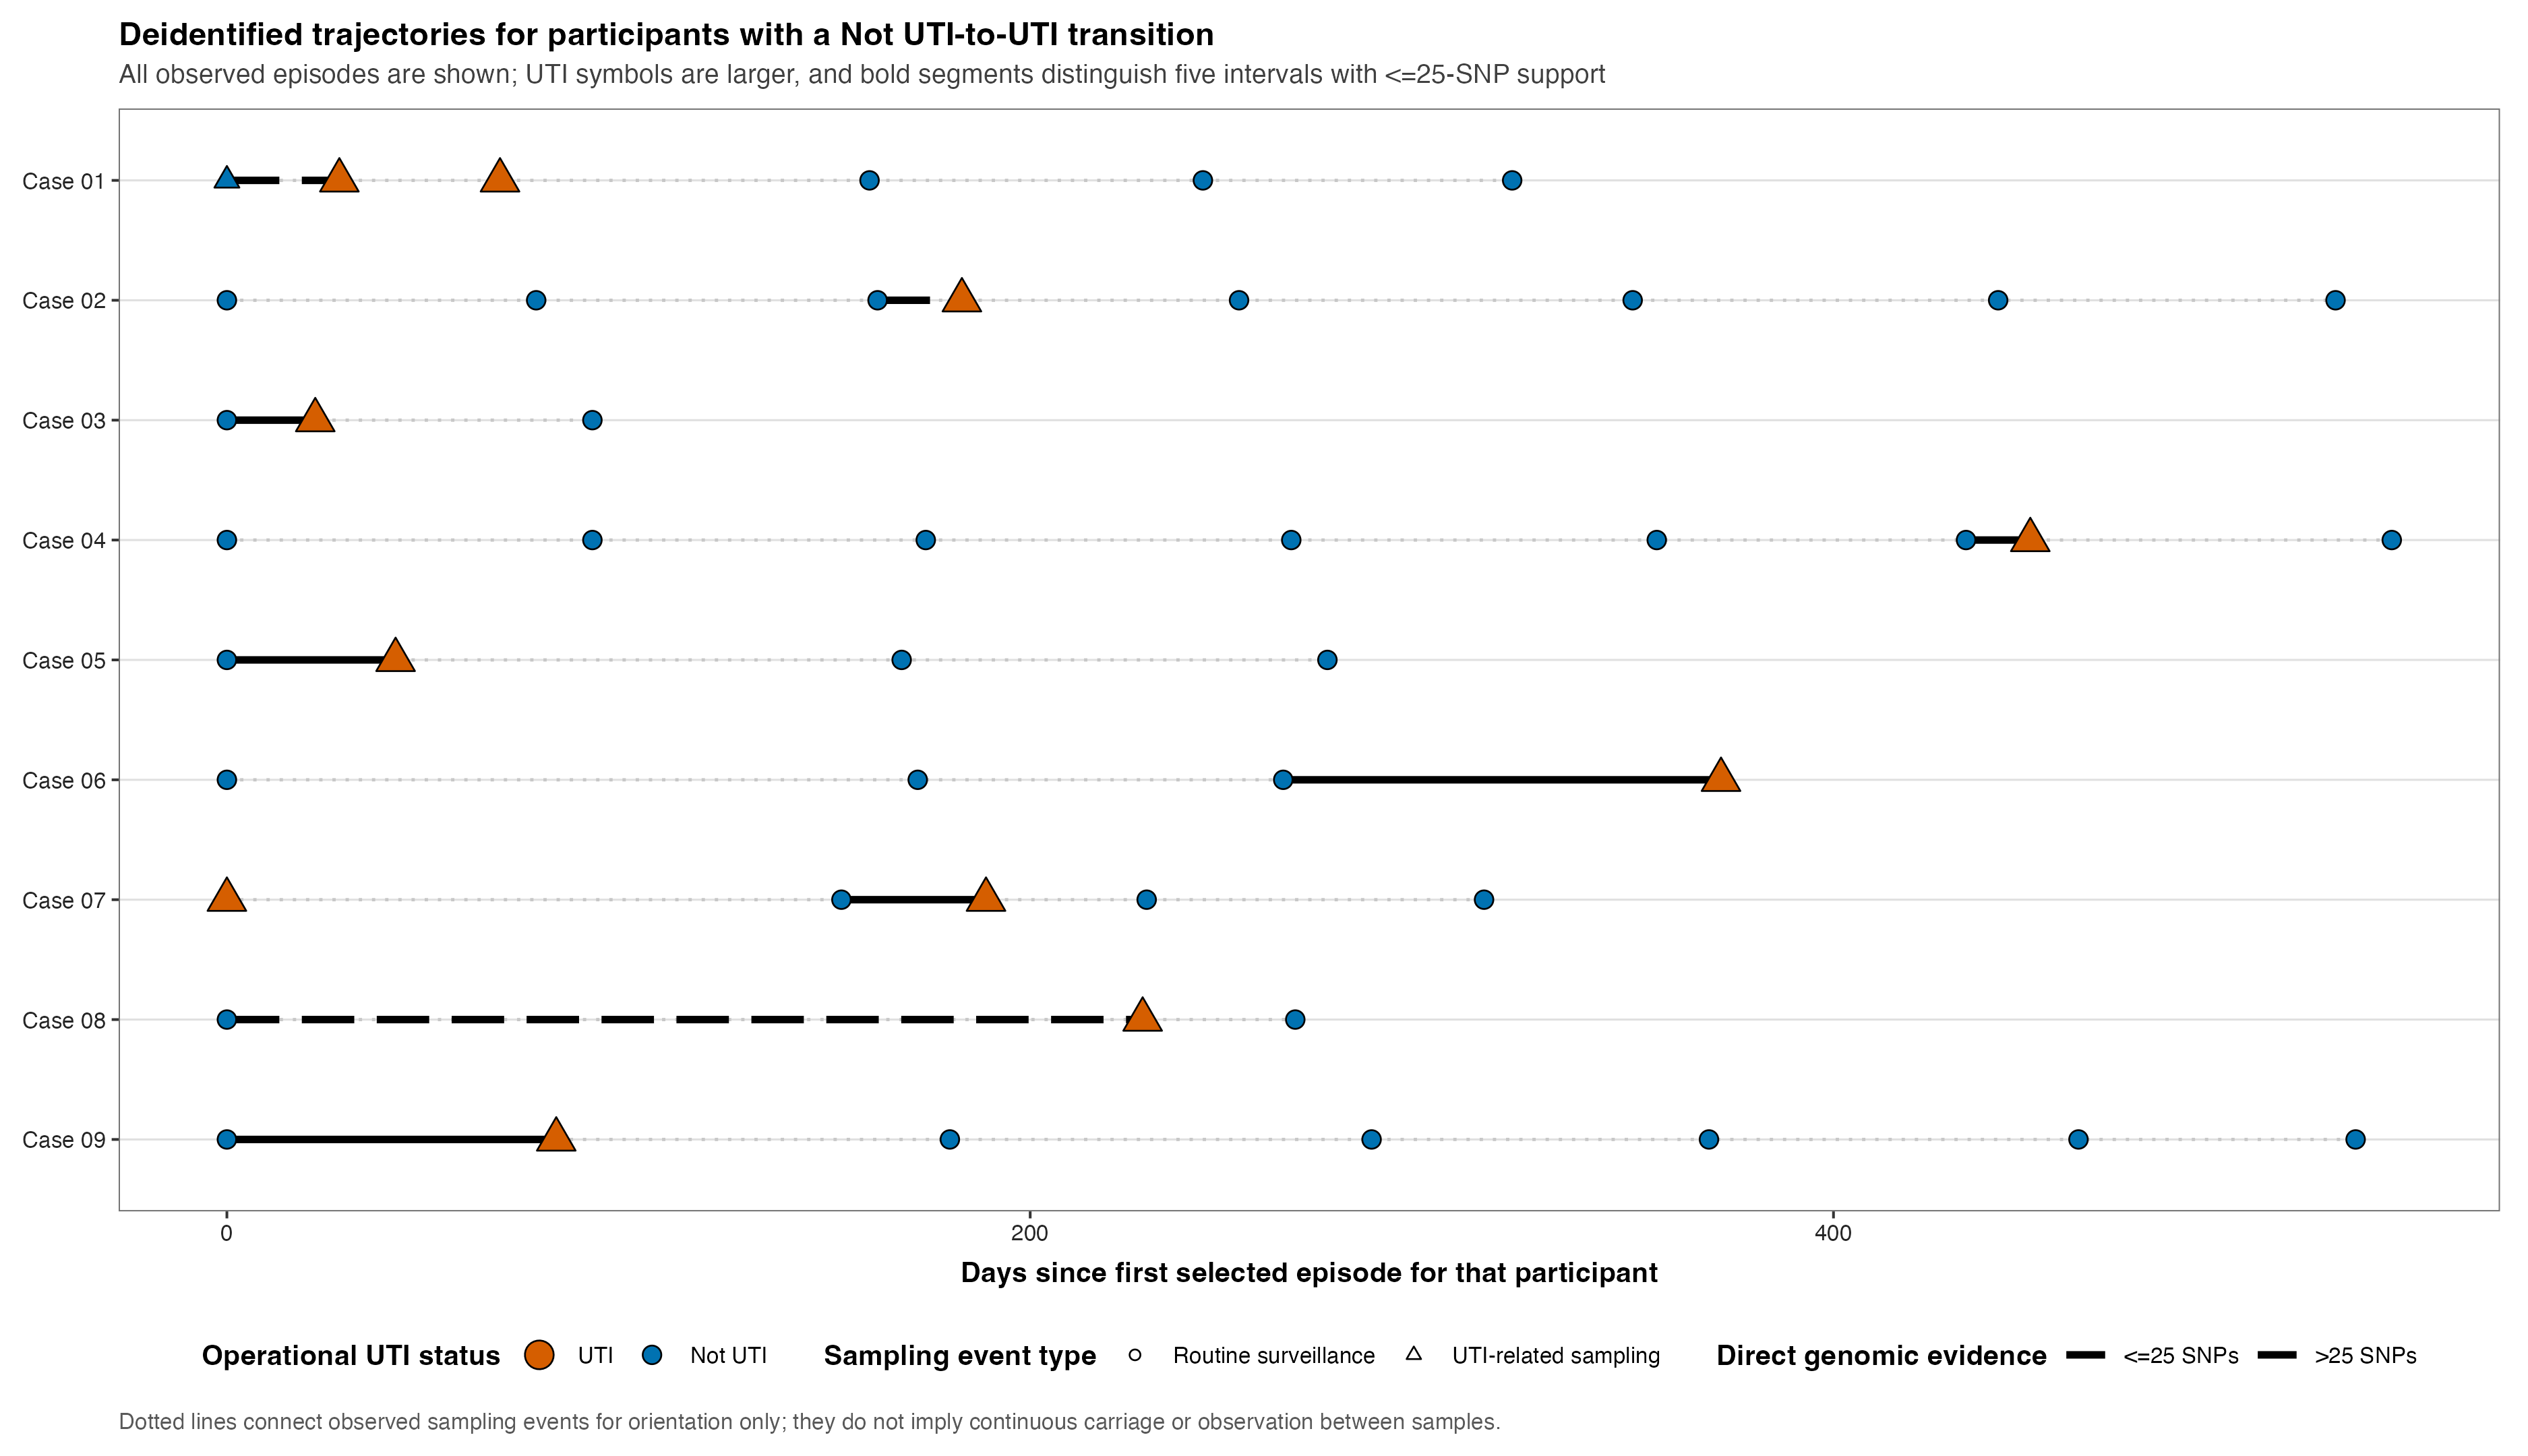 Deidentified trajectories for participants with a Not UTI-to-UTI transition
All observed episodes are shown; UTI symbols are larger, and bold segments distinguish five intervals with <=25-SNP support
Case 01
Case 02
Case 03
Case 04
Case 05
Case 06
Case 07
Case 08
Case 09
0 200 400
Days since first selected episode for that participant
Operational UTI status UTI Not UTI Sampling event type Routine surveillance UTI-related sampling Direct genomic evidence <=25 SNPs >25 SNPs
Dotted lines connect observed sampling events for orientation only; they do not imply continuous carriage or observation between samples.